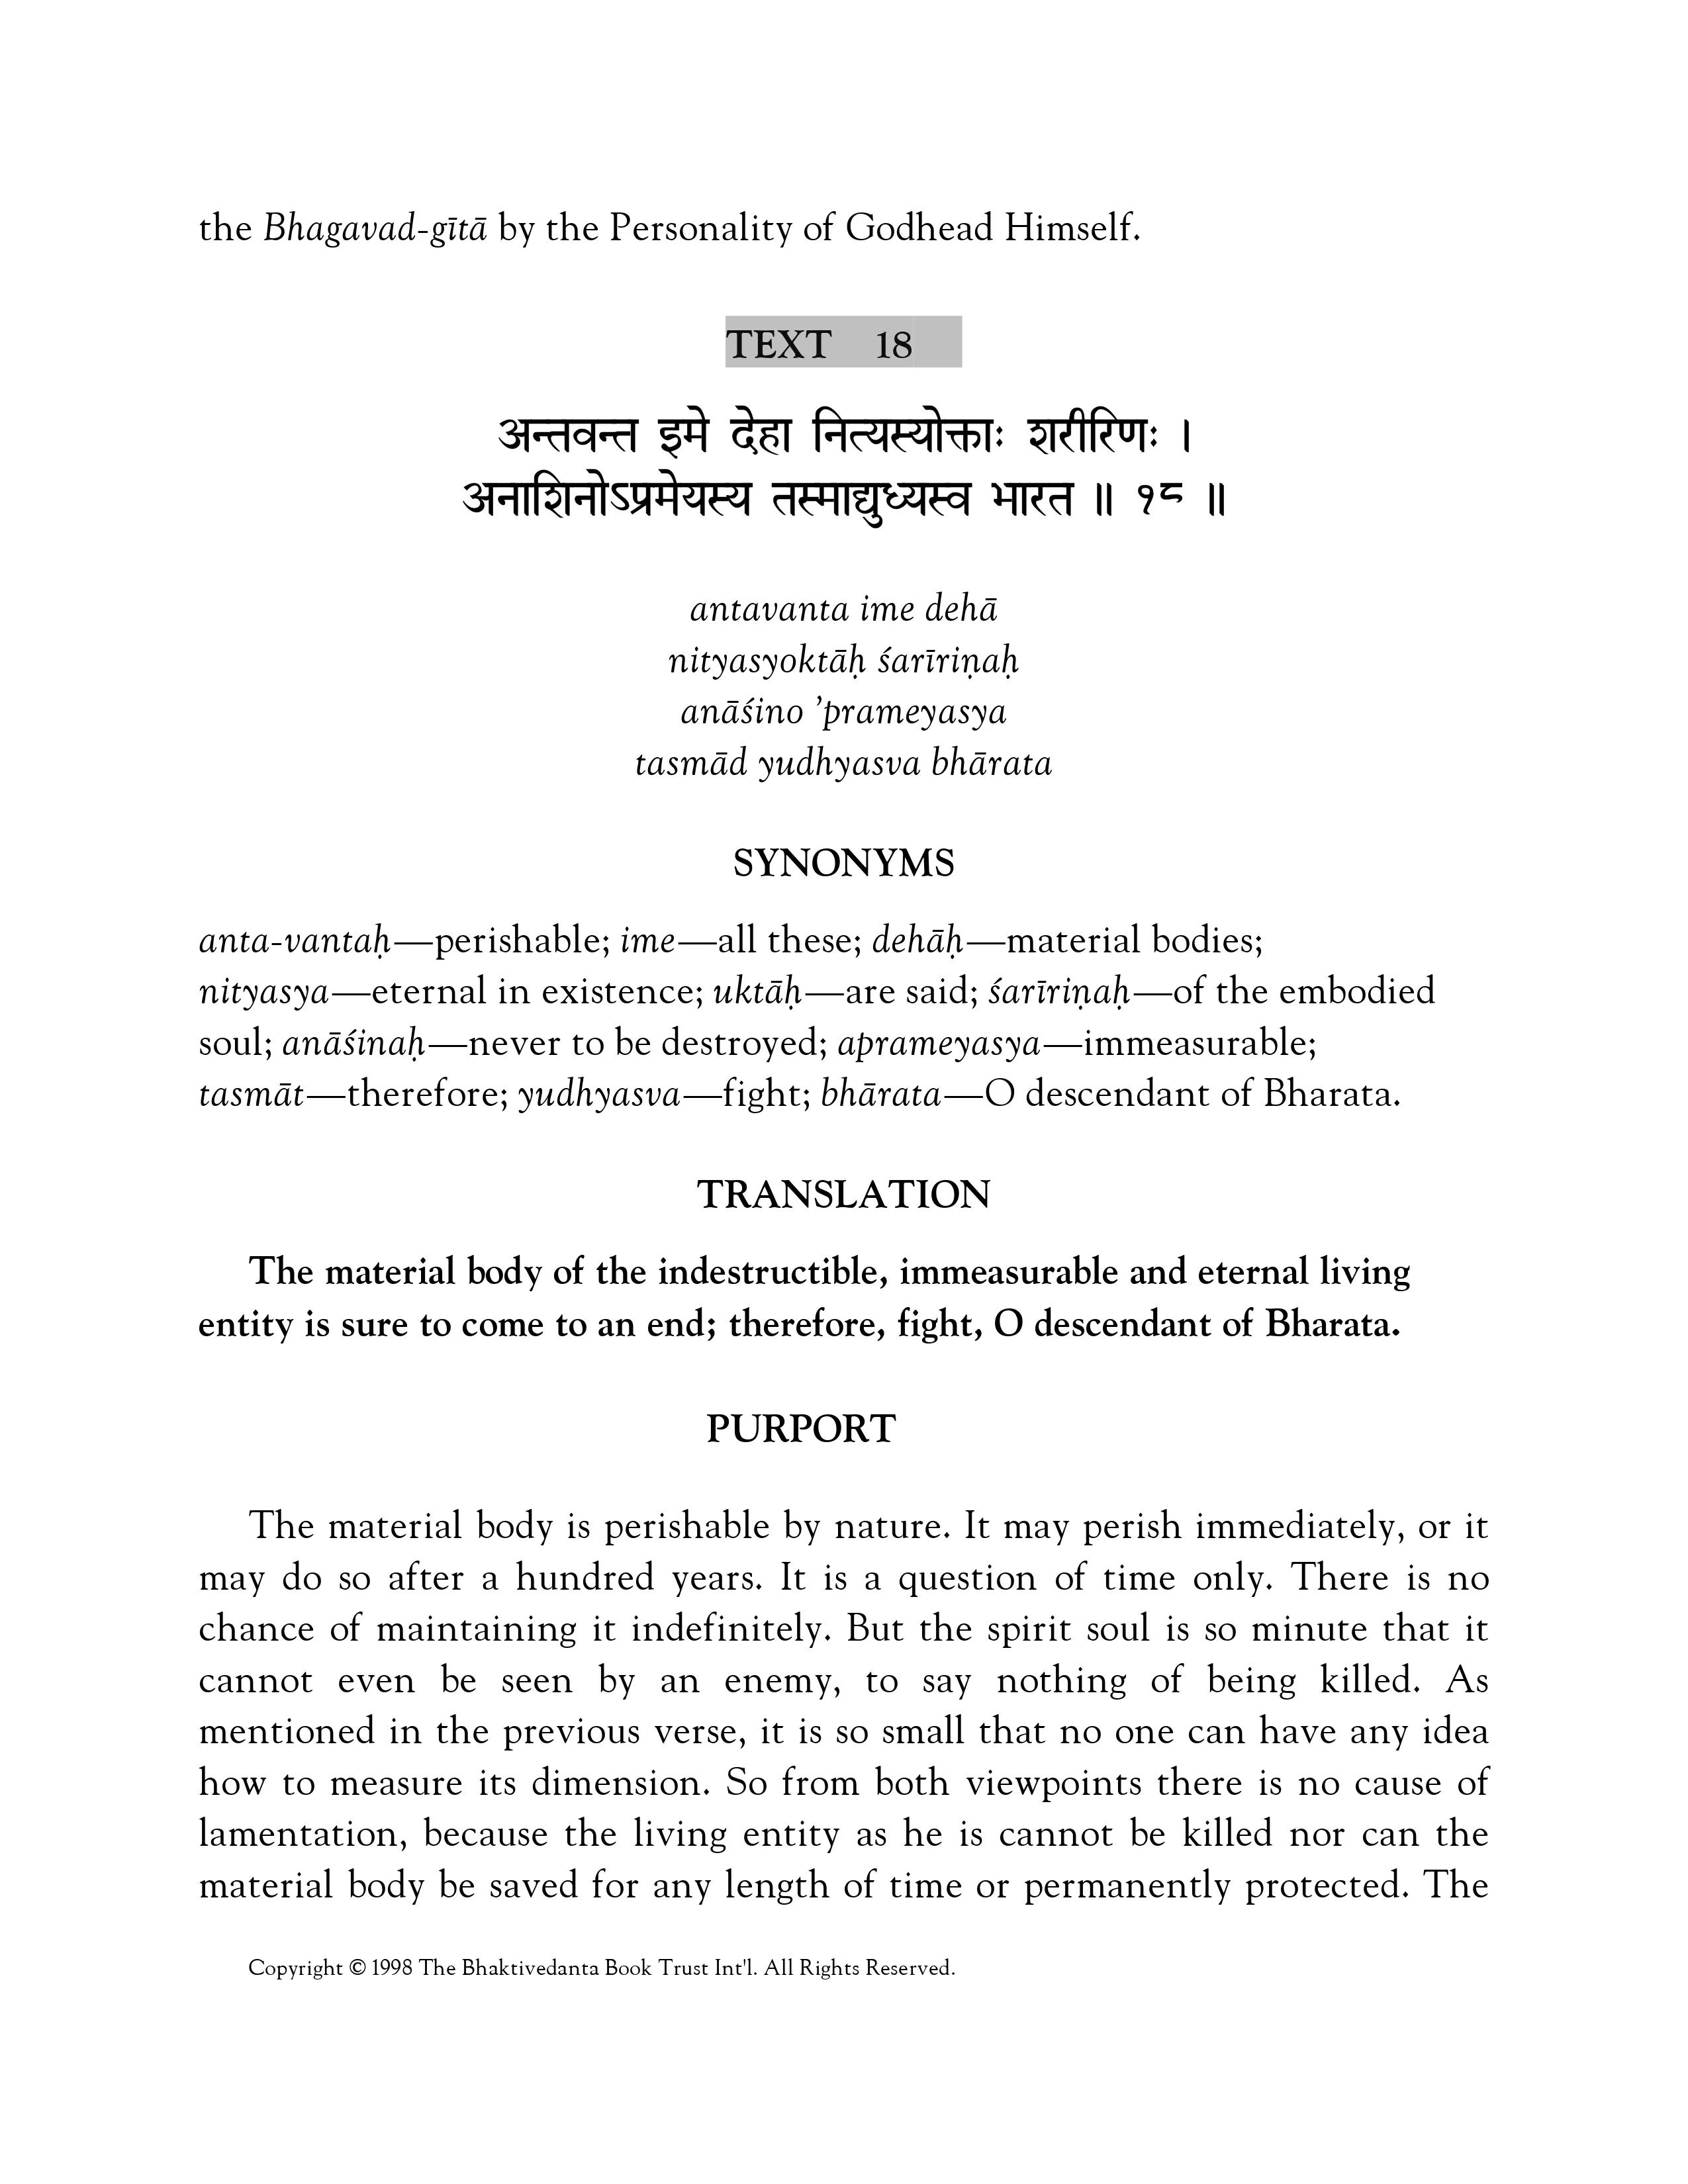 the Bhagavad-gītā by the Personality of Godhead Himself.
TEXT 18
अन्तवन्त इमे देहा नित्यस्योक्ताः शरीरिणः ।
अनाशिनोऽप्रमेयस्य तस्माद्युध्यस्व भारत ॥ १८ ॥
antavanta ime dehā
nityasyoktāḥ śarīriṇaḥ
anāśino ’prameyasya
tasmād yudhyasva bhārata
SYNONYMS
anta-vantaḥ—perishable; ime—all these; dehāḥ—material bodies;
nityasya—eternal in existence; uktāḥ—are said; śarīriṇaḥ—of the embodied
soul; anāśinaḥ—never to be destroyed; aprameyasya—immeasurable;
tasmāt—therefore; yudhyasva—fight; bhārata—O descendant of Bharata.
TRANSLATION
The material body of the indestructible, immeasurable and eternal living
entity is sure to come to an end; therefore, fight, O descendant of Bharata.
PURPORT
The material body is perishable by nature. It may perish immediately, or it
may do so after a hundred years. It is a question of time only. There is no
chance of maintaining it indefinitely. But the spirit soul is so minute that it
cannot even be seen by an enemy, to say nothing of being killed. As
mentioned in the previous verse, it is so small that no one can have any idea
how to measure its dimension. So from both viewpoints there is no cause of
lamentation, because the living entity as he is cannot be killed nor can the
material body be saved for any length of time or permanently protected. The
Copyright © 1998 The Bhaktivedanta Book Trust Int'l. All Rights Reserved.